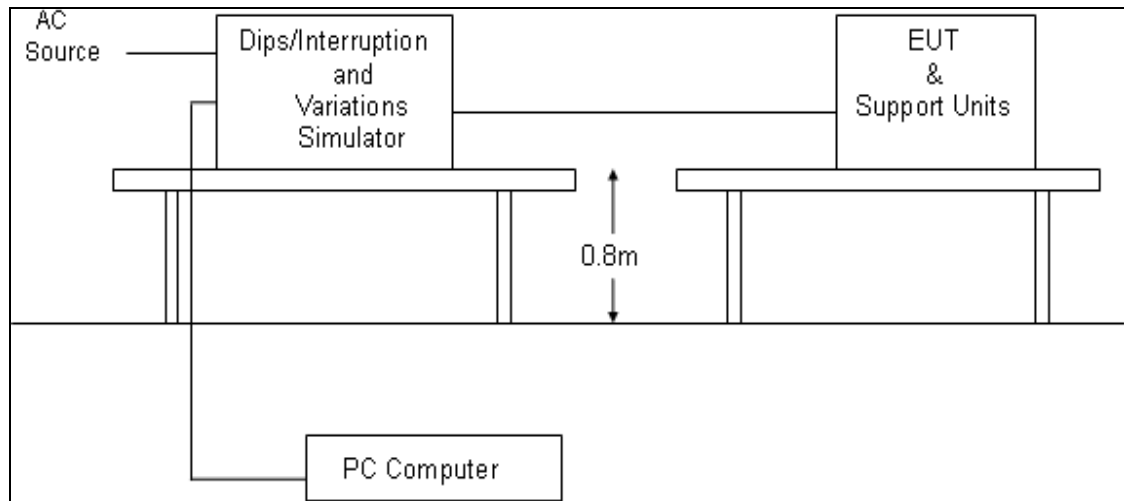 AC
Source
Dips/Interruption
and
Variations
Simulator
EUT
&
Support Units
0.8m
PC Computer